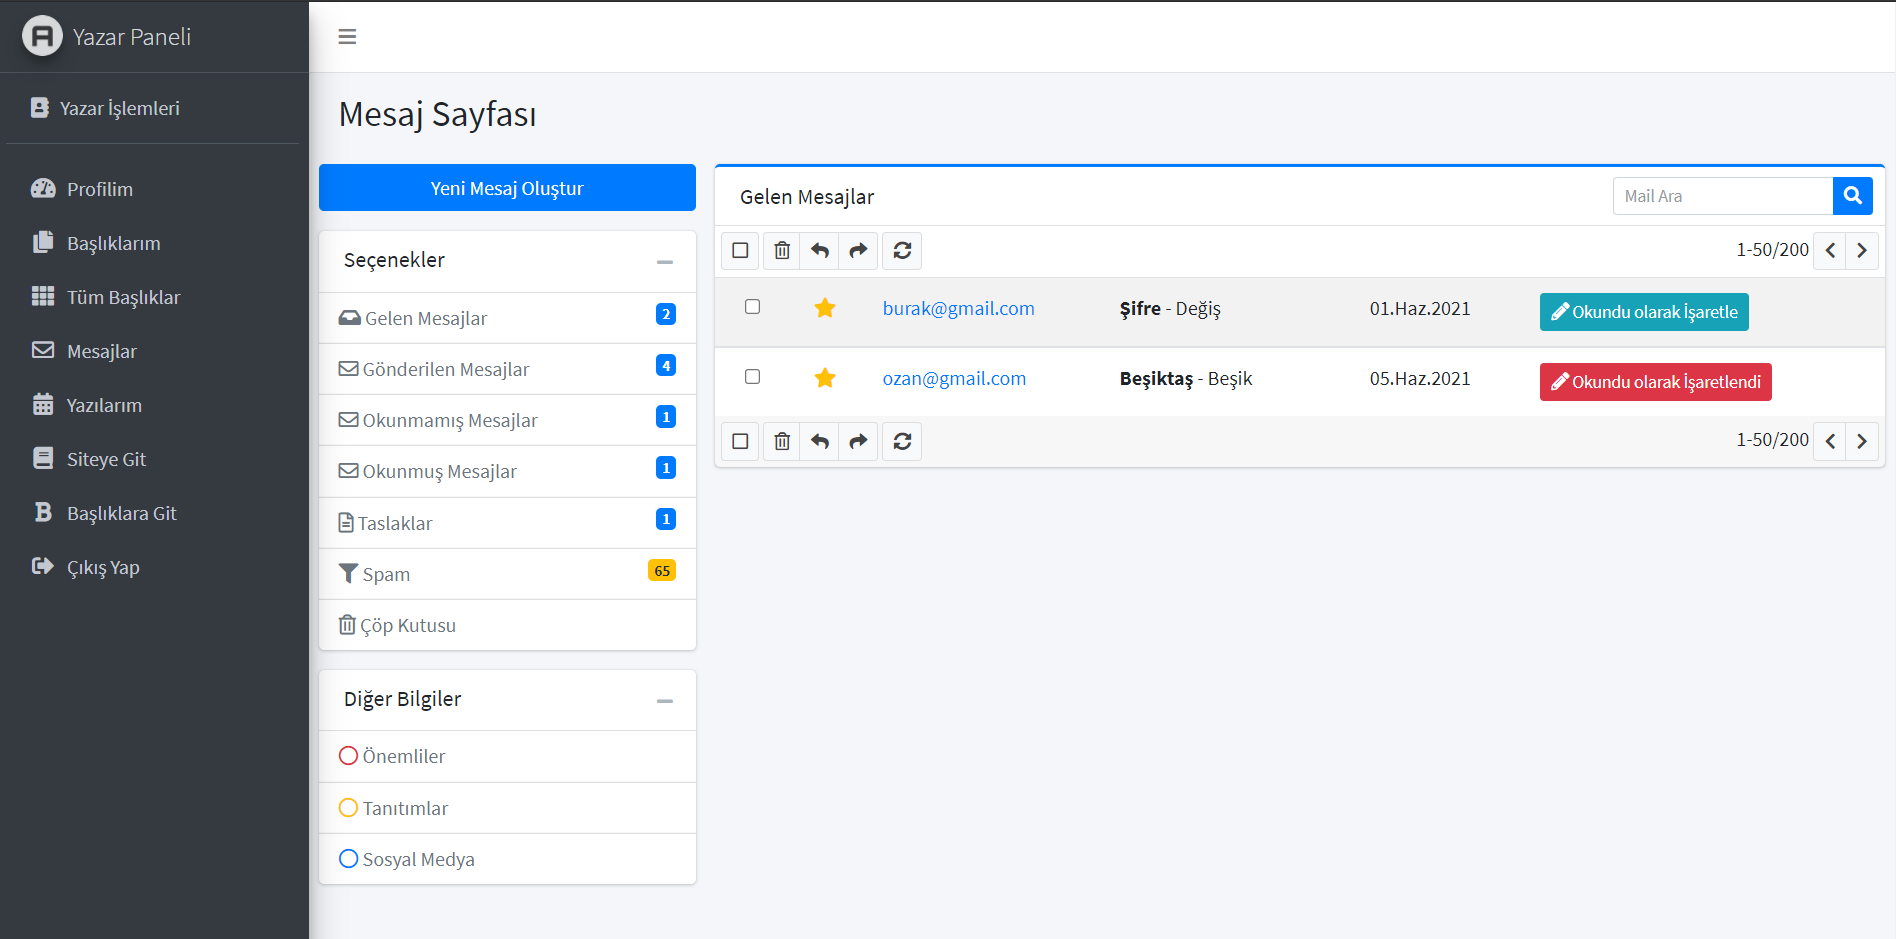 Yazar Paneli
Yazar İşlemleri
Profilim
Başlıklarım
Tüm Başlıklar
Mesajlar
Yazılarım
Siteye Git
Başlıklara Git
Çıkış Yap
Mesaj Sayfası
Yeni Mesaj Oluştur
Seçenekler
Gelen Mesajlar 2
Gönderilen Mesajlar 4
Okunmamış Mesajlar 1
Okunmuş Mesajlar 1
Taslaklar 1
Spam 65
Çöp Kutusu
Diğer Bilgiler
Önemliler
Tanıtımlar
Sosyal Medya
Gelen Mesajlar Mail Ara
1-50/200
burak@gmail.com Şifre - Değiş 01.Haz.2021 Okundu olarak İşaretle
ozan@gmail.com Beşiktaş - Beşik 05.Haz.2021 Okundu olarak İşaretlendi
1-50/200